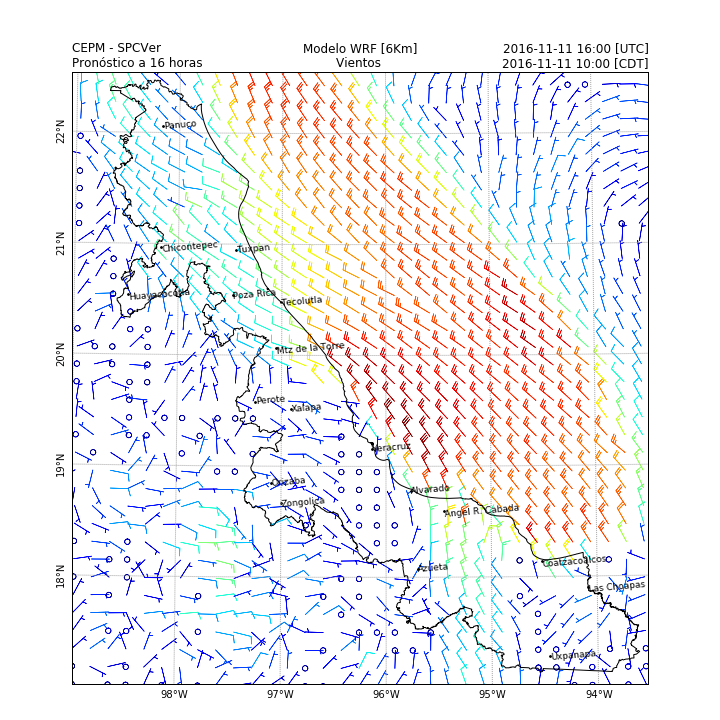 CEPM - SPCVer Modelo WRF [6Km] 2016-11-11 16:00 [UTC]
Pronóstico a 16 horas Vientos 2016-11-11 10:00 [CDT]
22°N
Panuco
21°N
Chicontepec
Tuxpan
Huayacocotla
Poza Rica
Tecolutla
20°N
Mtz de la Torre
Perote
Xalapa
19°N
Veracruz
Orizaba
Alvarado
Zongolica
Angel R. Cabada
18°N
Azueta
Coatzacoalcos
Las Choapas
Uxpanapa
98°W 97°W 96°W 95°W 94°W